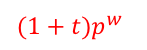 (1 + t)p^w